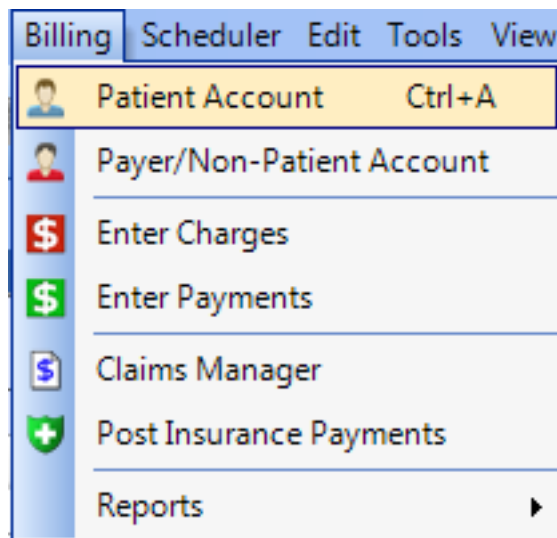 Billing Scheduler Edit Tools View
Patient Account Ctrl+A
Payer/Non-Patient Account
$ Enter Charges
$ Enter Payments
$ Claims Manager
Post Insurance Payments
Reports